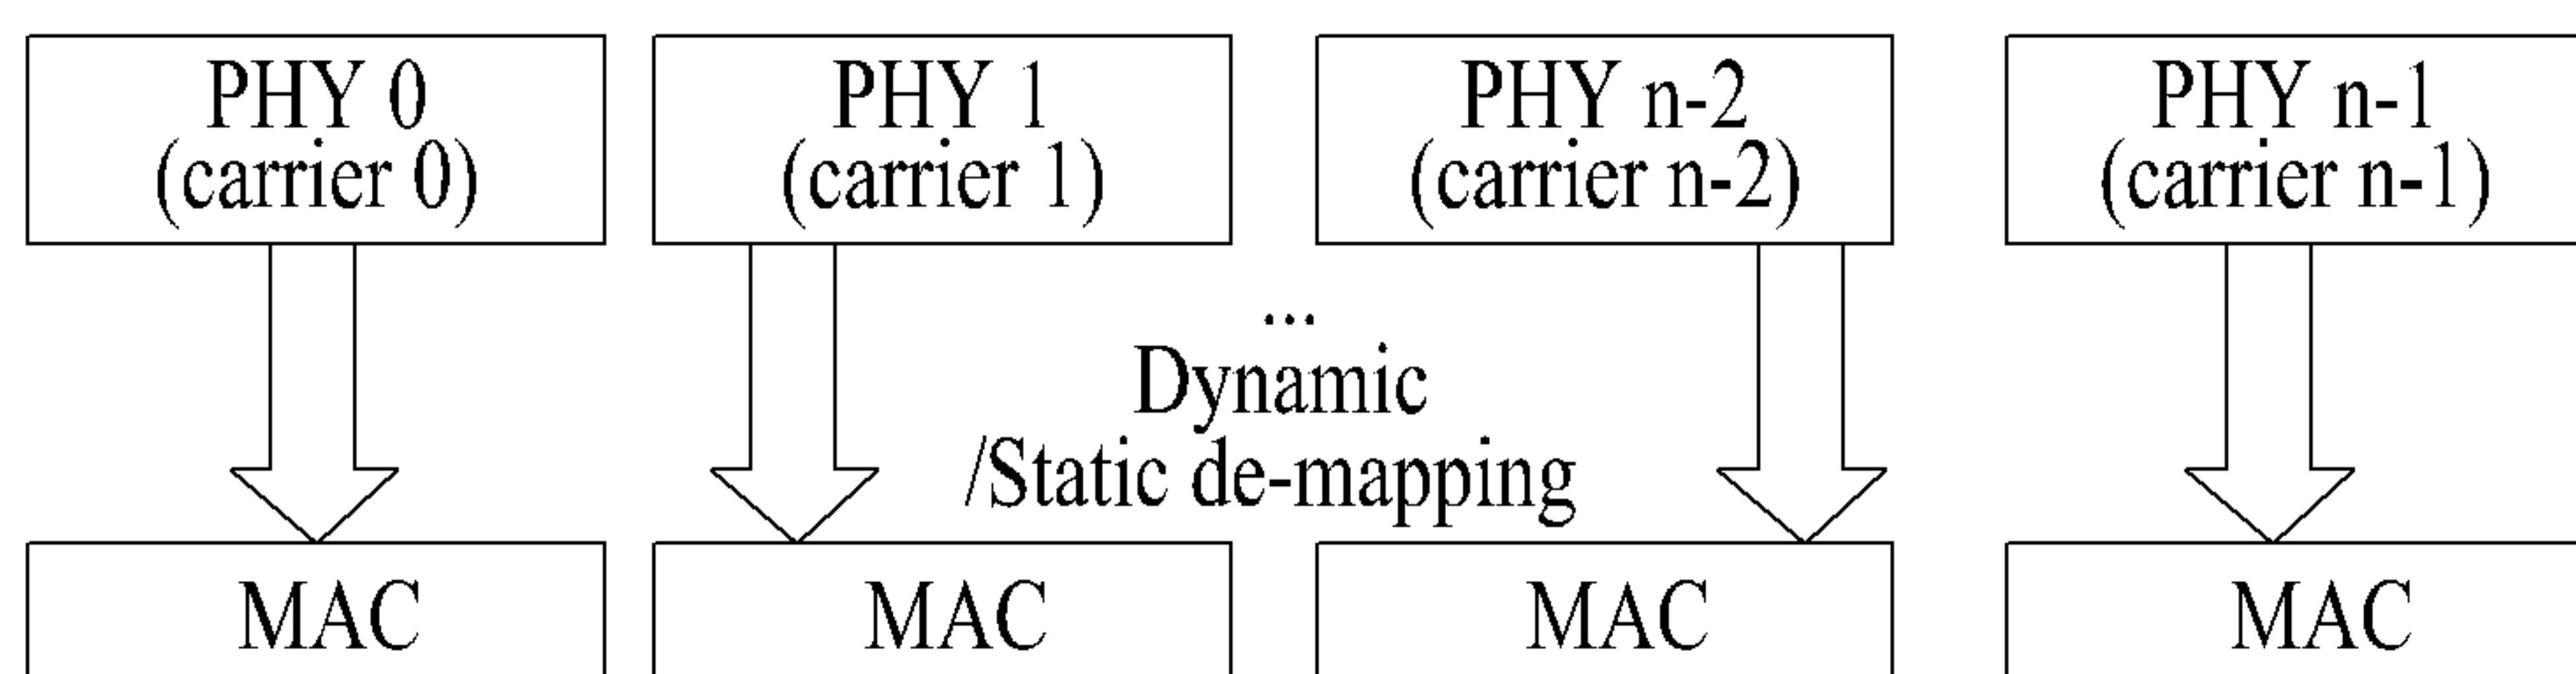 PHY 0
(carrier 0)
PHY 1
(carrier 1)
PHY n-2
(carrier n-2)
PHY n-1
(carrier n-1)
...
Dynamic
/Static de-mapping
MAC
MAC
MAC
MAC